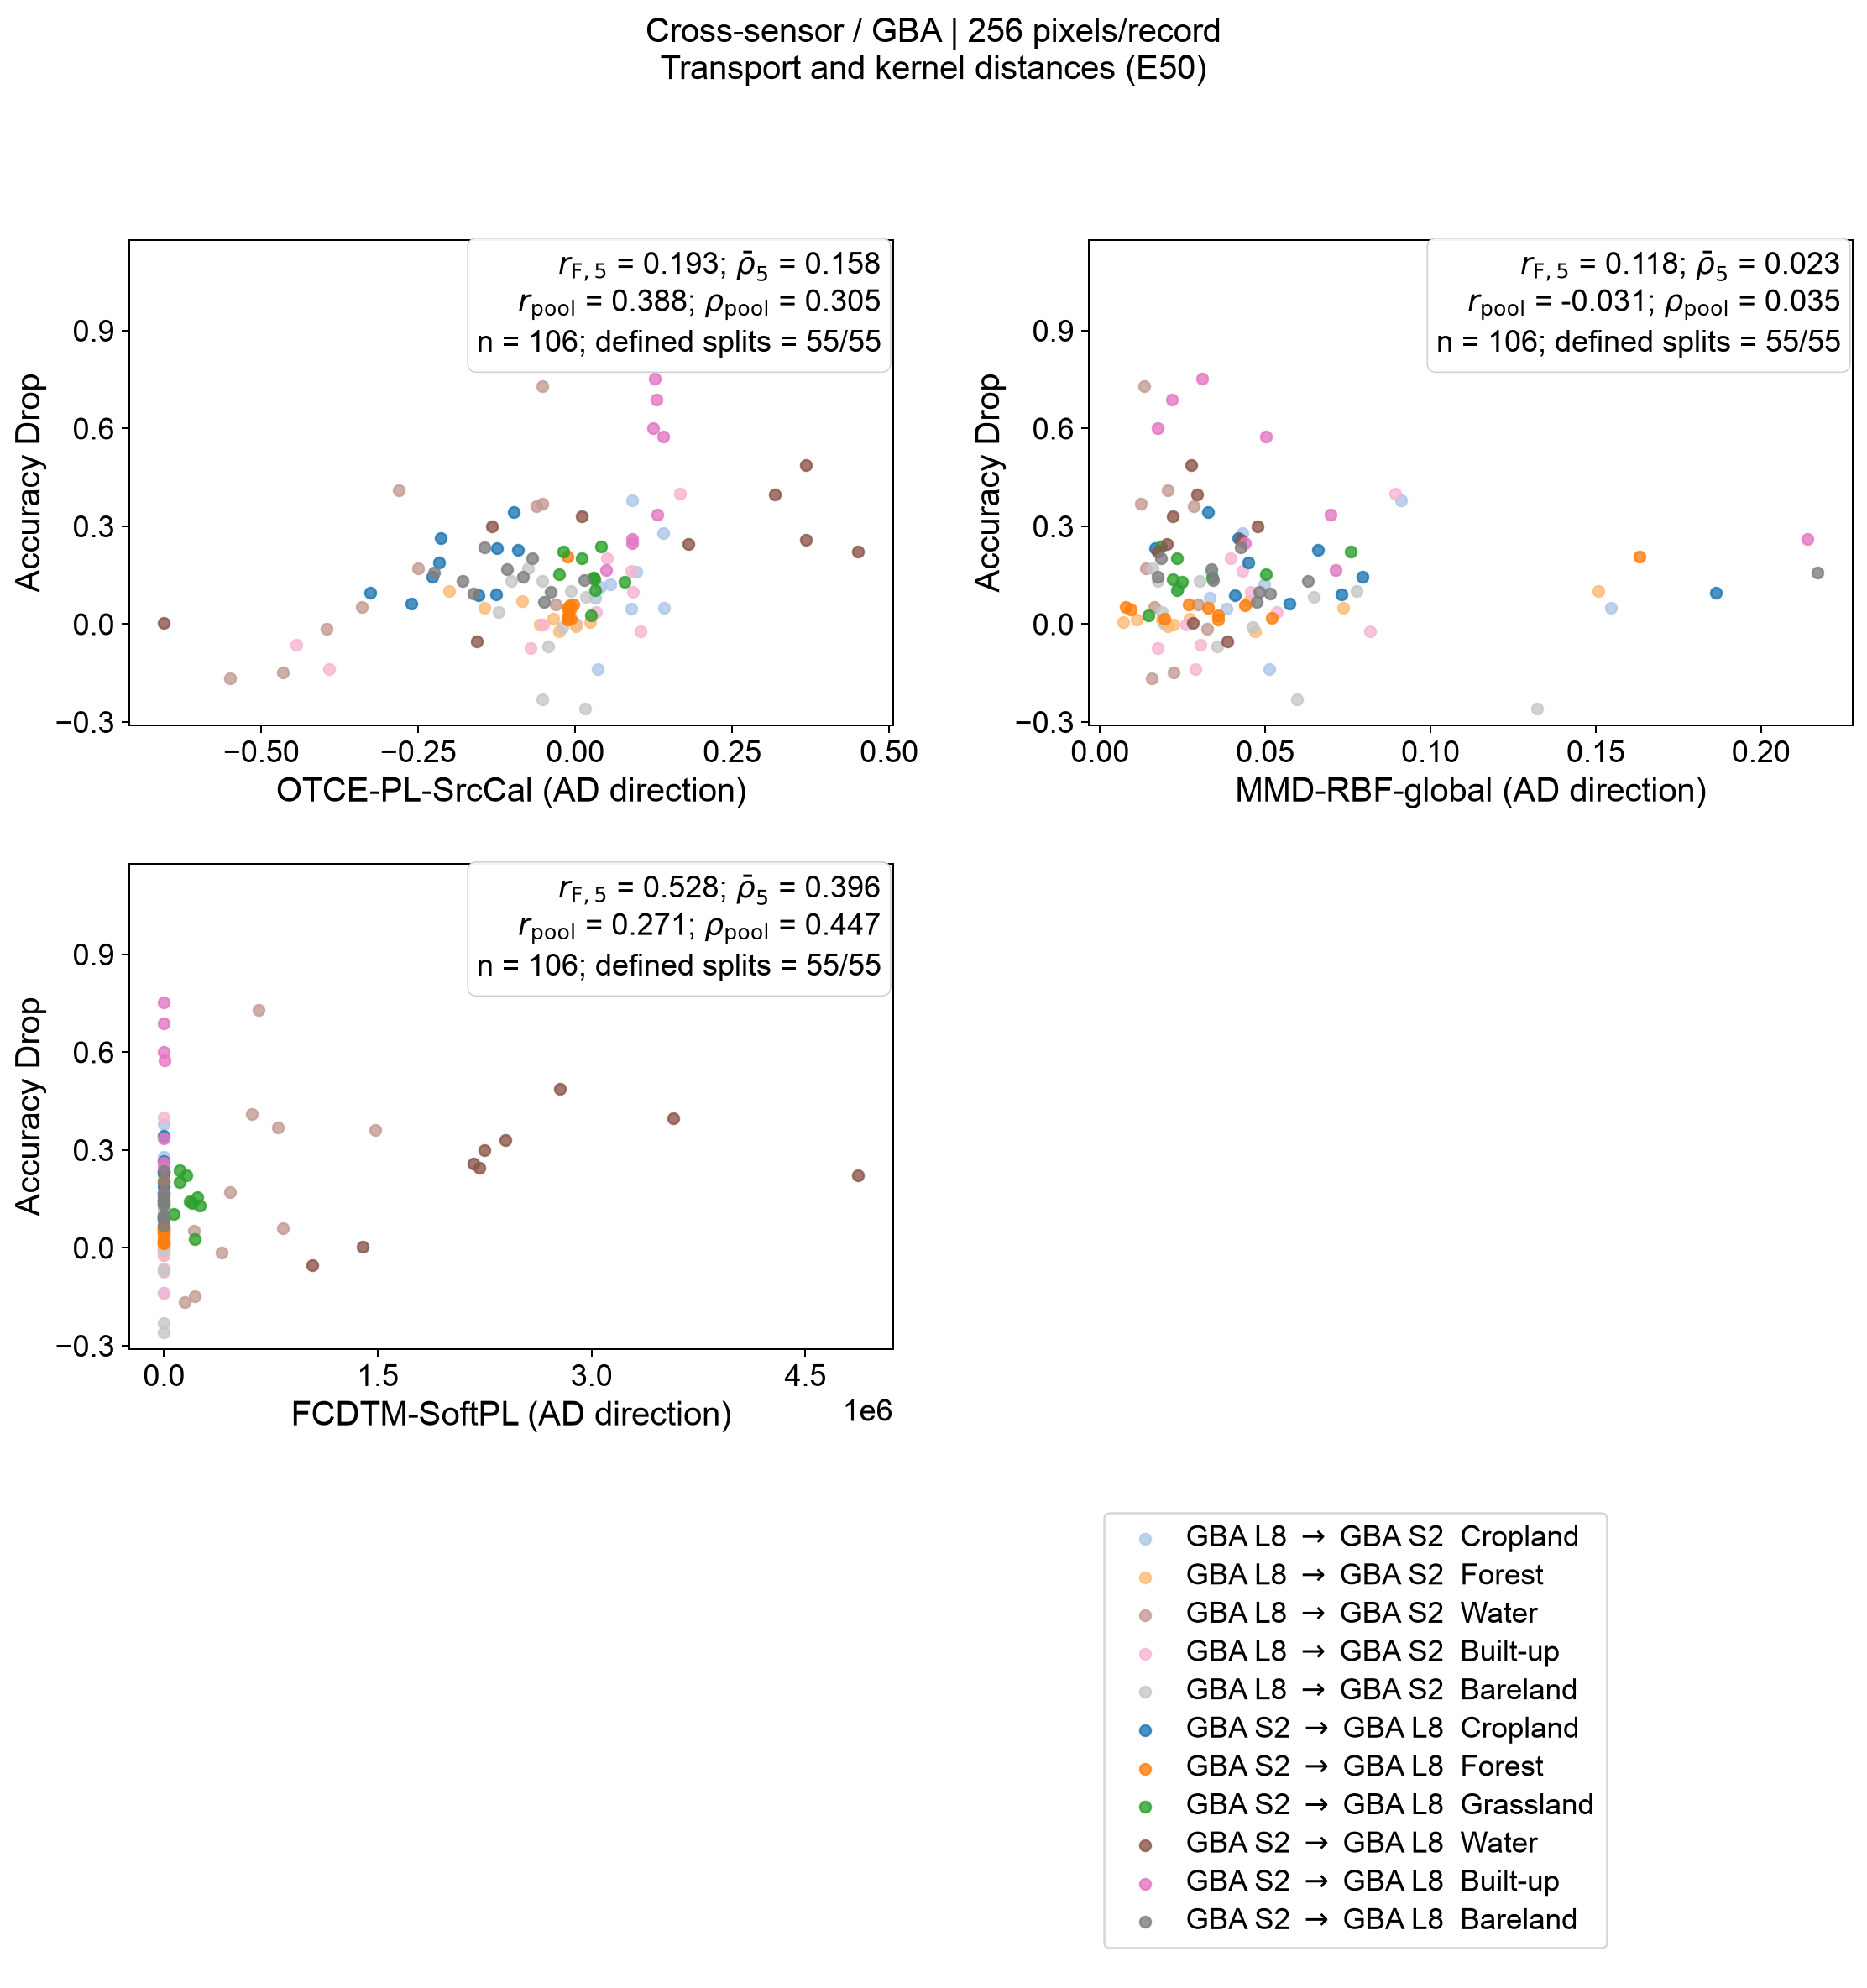 Cross-sensor / GBA | 256 pixels/record
Transport and kernel distances (E50)
r_F,5 = 0.193; ρ̄_5 = 0.158
r_pool = 0.388; ρ_pool = 0.305
n = 106; defined splits = 55/55
0.9
0.6
0.3
0.0
−0.3
Accuracy Drop
−0.50 −0.25 0.00 0.25 0.50
OTCE-PL-SrcCal (AD direction)
r_F,5 = 0.118; ρ̄_5 = 0.023
r_pool = -0.031; ρ_pool = 0.035
n = 106; defined splits = 55/55
0.9
0.6
0.3
0.0
−0.3
Accuracy Drop
0.00 0.05 0.10 0.15 0.20
MMD-RBF-global (AD direction)
r_F,5 = 0.528; ρ̄_5 = 0.396
r_pool = 0.271; ρ_pool = 0.447
n = 106; defined splits = 55/55
0.9
0.6
0.3
0.0
−0.3
Accuracy Drop
0.0 1.5 3.0 4.5
1e6
FCDTM-SoftPL (AD direction)
GBA L8 → GBA S2 Cropland
GBA L8 → GBA S2 Forest
GBA L8 → GBA S2 Water
GBA L8 → GBA S2 Built-up
GBA L8 → GBA S2 Bareland
GBA S2 → GBA L8 Cropland
GBA S2 → GBA L8 Forest
GBA S2 → GBA L8 Grassland
GBA S2 → GBA L8 Water
GBA S2 → GBA L8 Built-up
GBA S2 → GBA L8 Bareland